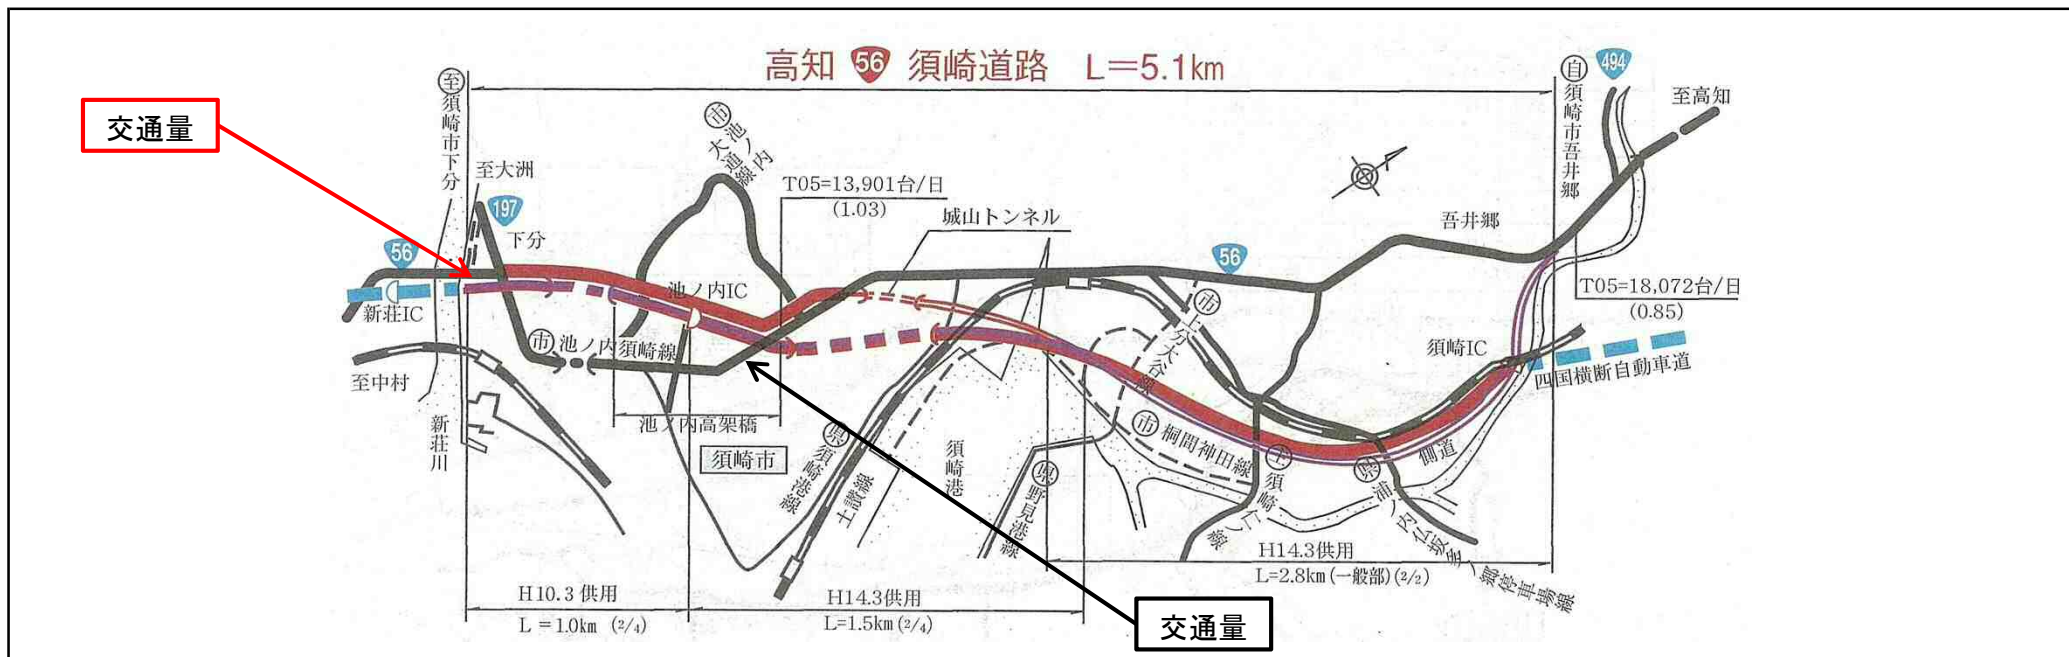 高知 56 須崎道路 L=5.1km
交通量
至 須崎市下分
自 須崎市吾井郷
494
至高知
至大洲
197
下分
市 大池通ノ線内
T05=13,901台/日
(1.03)
城山トンネル
吾井郷
56
56
T05=18,072台/日
(0.85)
新荘IC
池ノ内IC
市 池ノ内須崎線
市 上分大谷線
須崎IC
四国横断自動車道
至中村
新荘川
池ノ内高架橋
須崎市
県 須崎港線
土讃線
須崎港
県 野見港線
市 桐間神田線
主 須崎仁ノ線
側道
県 浦ノ内仏坂多ノ郷停車場線
H10.3供用
L=1.0km (2/4)
H14.3供用
L=1.5km (2/4)
H14.3供用
L=2.8km (一般部) (2/2)
交通量